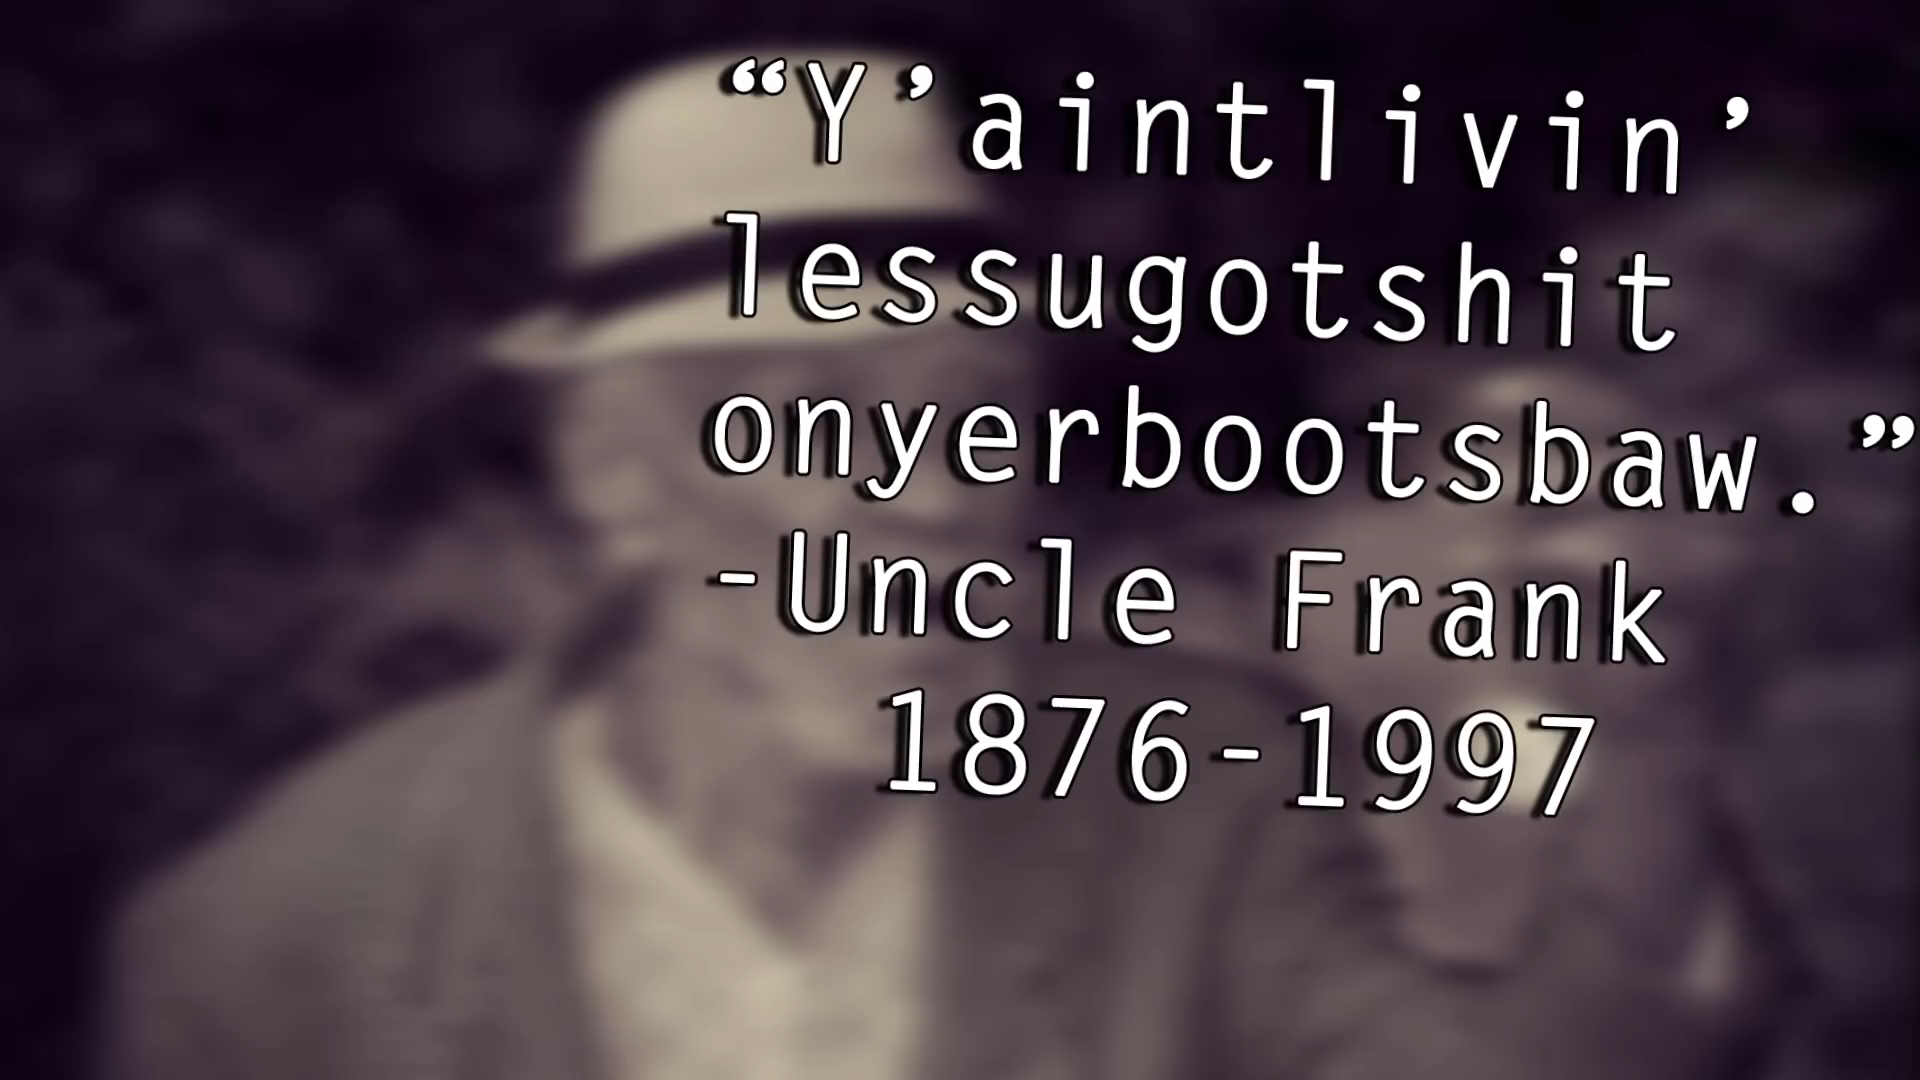 “Y’aintlivin’
lessugotshit
onyerbootsbaw.”
-Uncle Frank
1876-1997